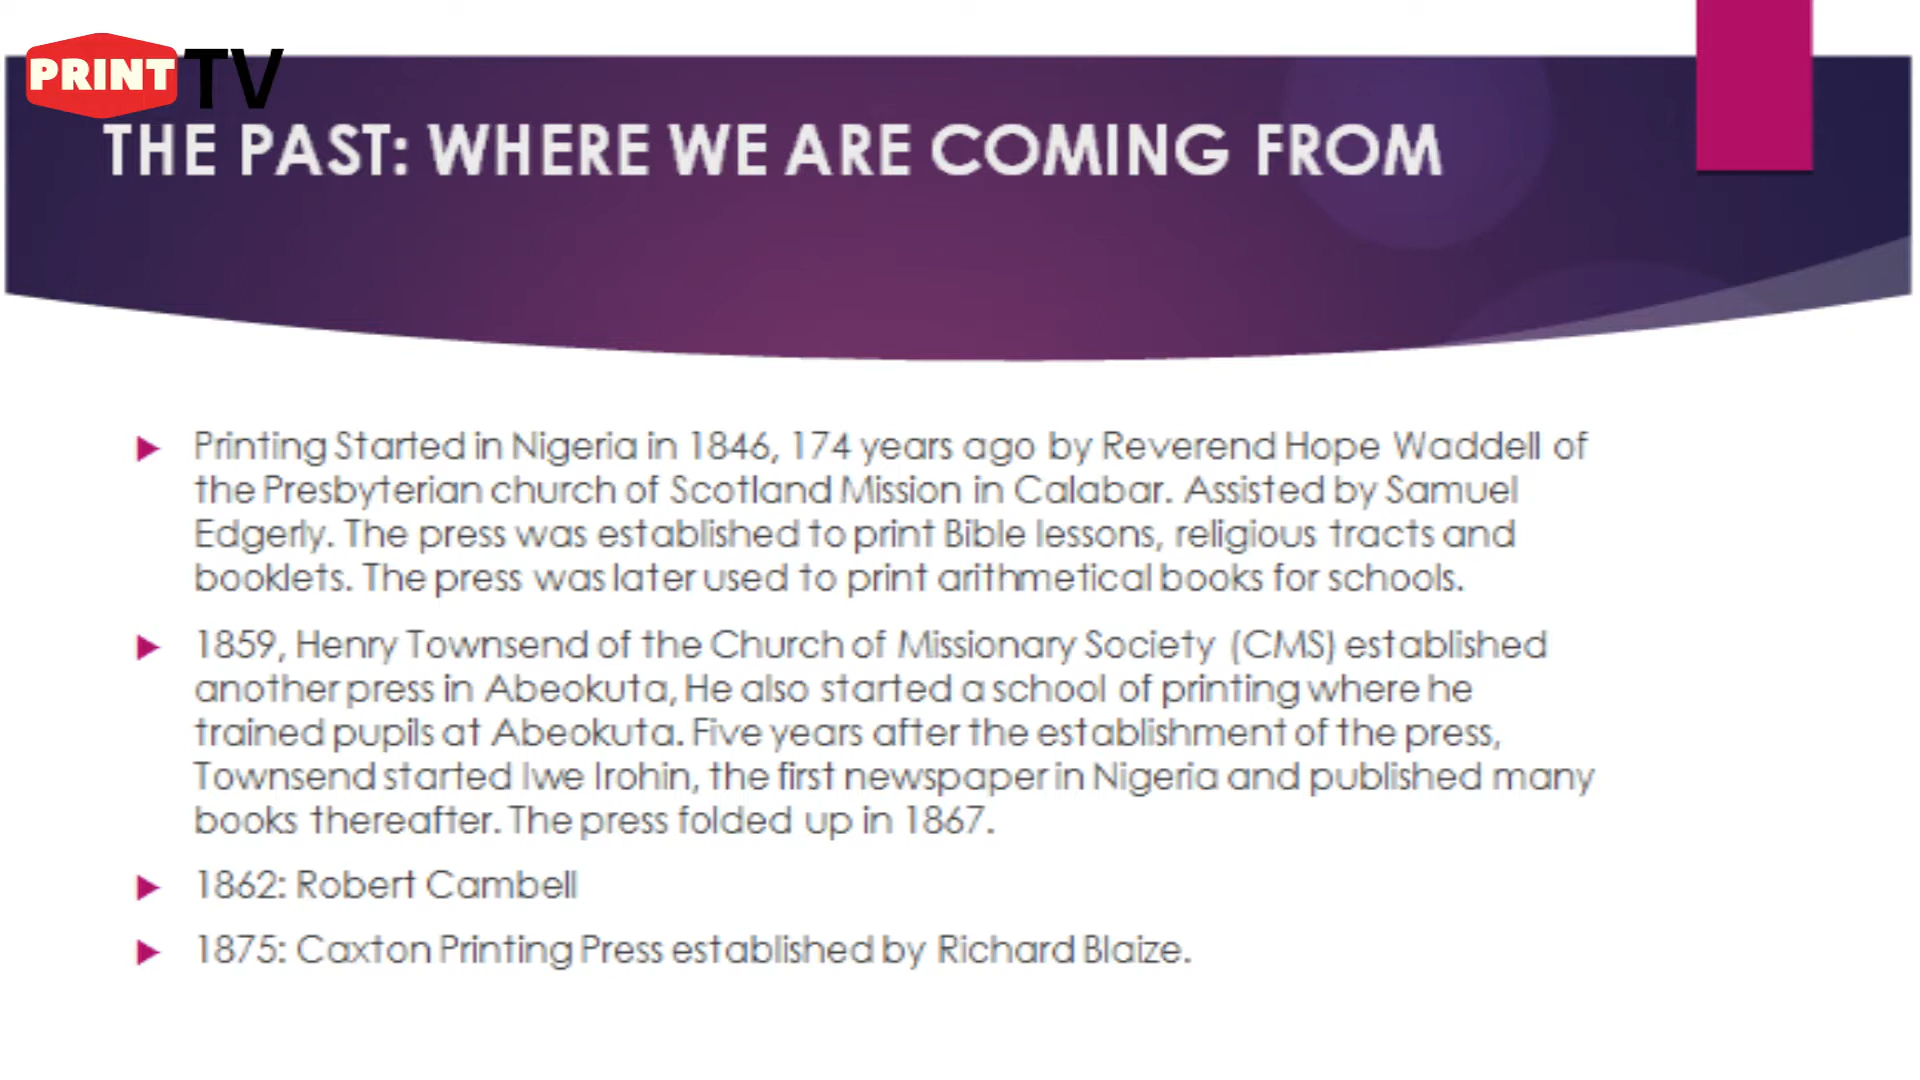 PRINT TV
THE PAST: WHERE WE ARE COMING FROM
Printing Started in Nigeria in 1846, 174 years ago by Reverend Hope Waddell of
the Presbyterian church of Scotland Mission in Calabar. Assisted by Samuel
Edgerly. The press was established to print Bible lessons, religious tracts and
booklets. The press was later used to print arithmetical books for schools.
1859, Henry Townsend of the Church of Missionary Society (CMS) established
another press in Abeokuta, He also started a school of printing where he
trained pupils at Abeokuta. Five years after the establishment of the press,
Townsend started Iwe Irohin, the first newspaper in Nigeria and published many
books thereafter. The press folded up in 1867.
1862: Robert Cambell
1875: Caxton Printing Press established by Richard Blaize.